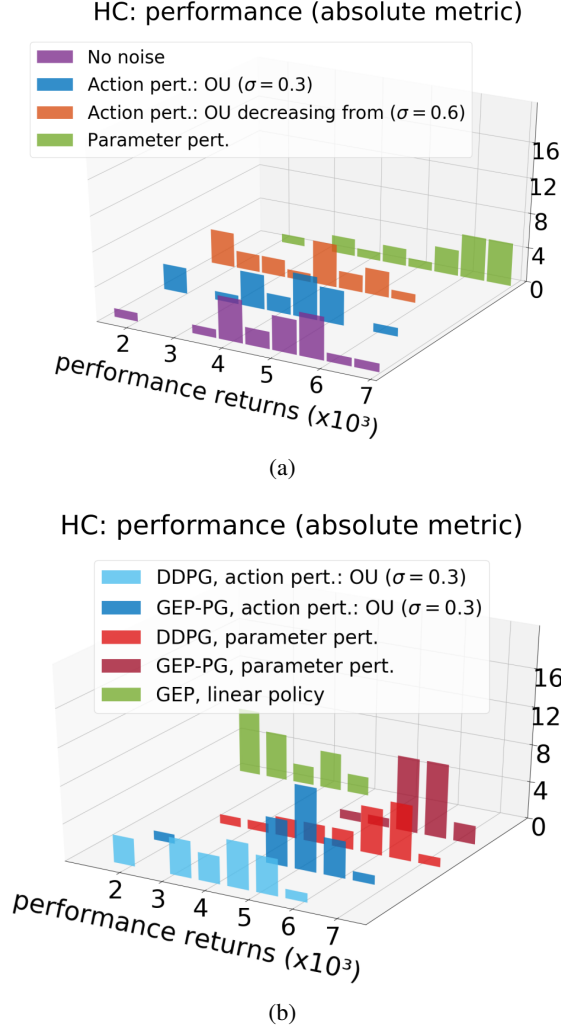 HC: performance (absolute metric)
No noise
Action pert.: OU (σ = 0.3)
Action pert.: OU decreasing from (σ = 0.6)
Parameter pert.
16
12
8
4
0
2
3
4
5
6
7
performance returns (x10³)
(a)
HC: performance (absolute metric)
DDPG, action pert.: OU (σ = 0.3)
GEP-PG, action pert.: OU (σ = 0.3)
DDPG, parameter pert.
GEP-PG, parameter pert.
GEP, linear policy
16
12
8
4
0
2
3
4
5
6
7
performance returns (x10³)
(b)